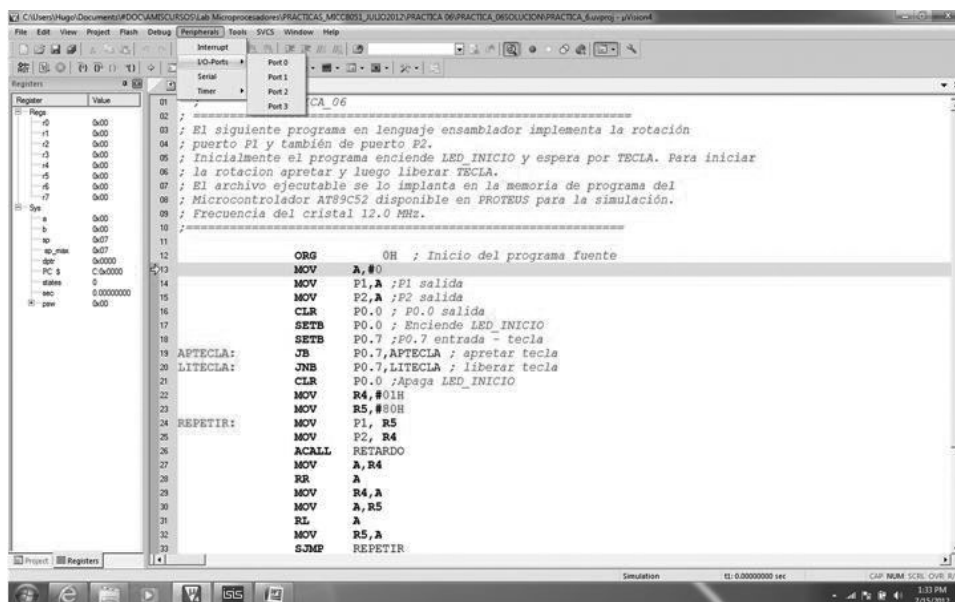 C:\Users\Hugo\Documents\#DOC\AMISCURSOS\Lab Microprocesadores\PRACTICAS_MICC8051_JULIO2012\PRACTICA 06\PRACTICA_06SOLUCION\PRACTICA_6.uvproj - µVision4
File Edit View Project Flash Debug Peripherals Tools SVCS Window Help
Interrupt
I/O-Ports Port 0
Serial Port 1
Timer Port 2
Port 3
Registers
Register Value
Regs
r0 0x00
r1 0x00
r2 0x00
r3 0x00
r4 0x00
r5 0x00
r6 0x00
r7 0x00
Sys
a 0x00
b 0x00
sp 0x07
sp_max 0x07
dptr 0x0000
PC $ C:0x0000
states 0
sec 0.00000000
psw 0x00
01 ; ICA_06
02 ; ==========================================================
03 ; El siguiente programa en lenguaje ensamblador implementa la rotación
04 ; puerto P1 y también de puerto P2.
05 ; Inicialmente el programa enciende LED_INICIO y espera por TECLA. Para iniciar
06 ; la rotacion apretar y luego liberar TECLA.
07 ; El archivo ejecutable se lo implanta en la memoria de programa del
08 ; Microcontrolador AT89C52 disponible en PROTEUS para la simulación.
09 ; Frecuencia del cristal 12.0 MHz.
10 ;==========================================================
11
12 ORG 0H ; Inicio del programa fuente
13 MOV A,#0
14 MOV P1,A ;P1 salida
15 MOV P2,A ;P2 salida
16 CLR P0.0 ; P0.0 salida
17 SETB P0.0 ; Enciende LED_INICIO
18 SETB P0.7 ;P0.7 entrada - tecla
19 APTECLA: JB P0.7,APTECLA ; apretar tecla
20 LITECLA: JNB P0.7,LITECLA ; liberar tecla
21 CLR P0.0 ;Apaga LED_INICIO
22 MOV R4,#01H
23 MOV R5,#80H
24 REPETIR: MOV P1, R5
25 MOV P2, R4
26 ACALL RETARDO
27 MOV A,R4
28 RR A
29 MOV R4,A
30 MOV A,R5
31 RL A
32 MOV R5,A
33 SJMP REPETIR
Project Registers
Simulation t1: 0.00000000 sec CAP NUM SCRL OVR R/
ISIS
1:33 PM
7/15/2012